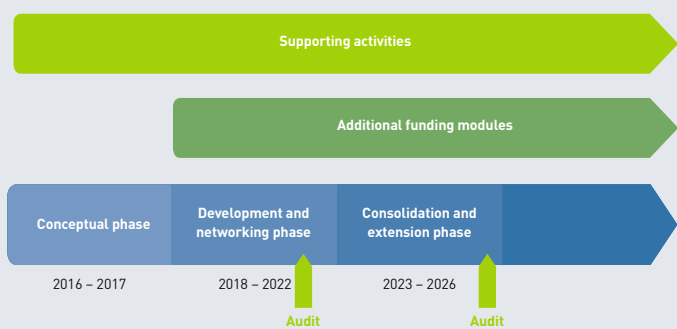 Supporting activities
Additional funding modules
Conceptual phase
Development and
networking phase
Consolidation and
extension phase
2016 – 2017
2018 – 2022
2023 – 2026
Audit
Audit